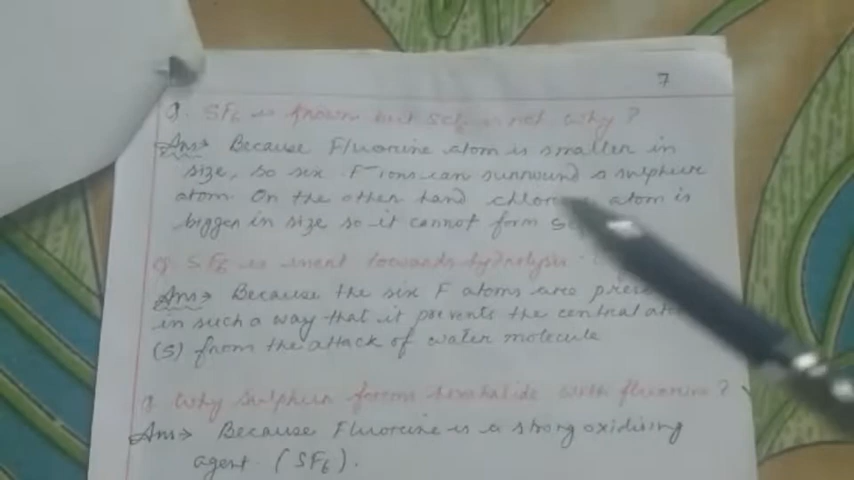 7
Q. SF6 is known but SCl6 is not why?
Ans→ Because Fluorine atom is smaller in
size, so six F⁻ ions can surround a sulphur
atom. On the other hand chlor atom is
bigger in size so it cannot form
Q SF6 is inert towards hydrolysis.
Ans→ Because the six F atoms are
in such a way that it prevents the central
(S) from the attack of water molecule
Q. Why sulphur forms hexahalide with fluorine?
Ans→ Because Fluorine is a strong oxidising
agent (SF6).